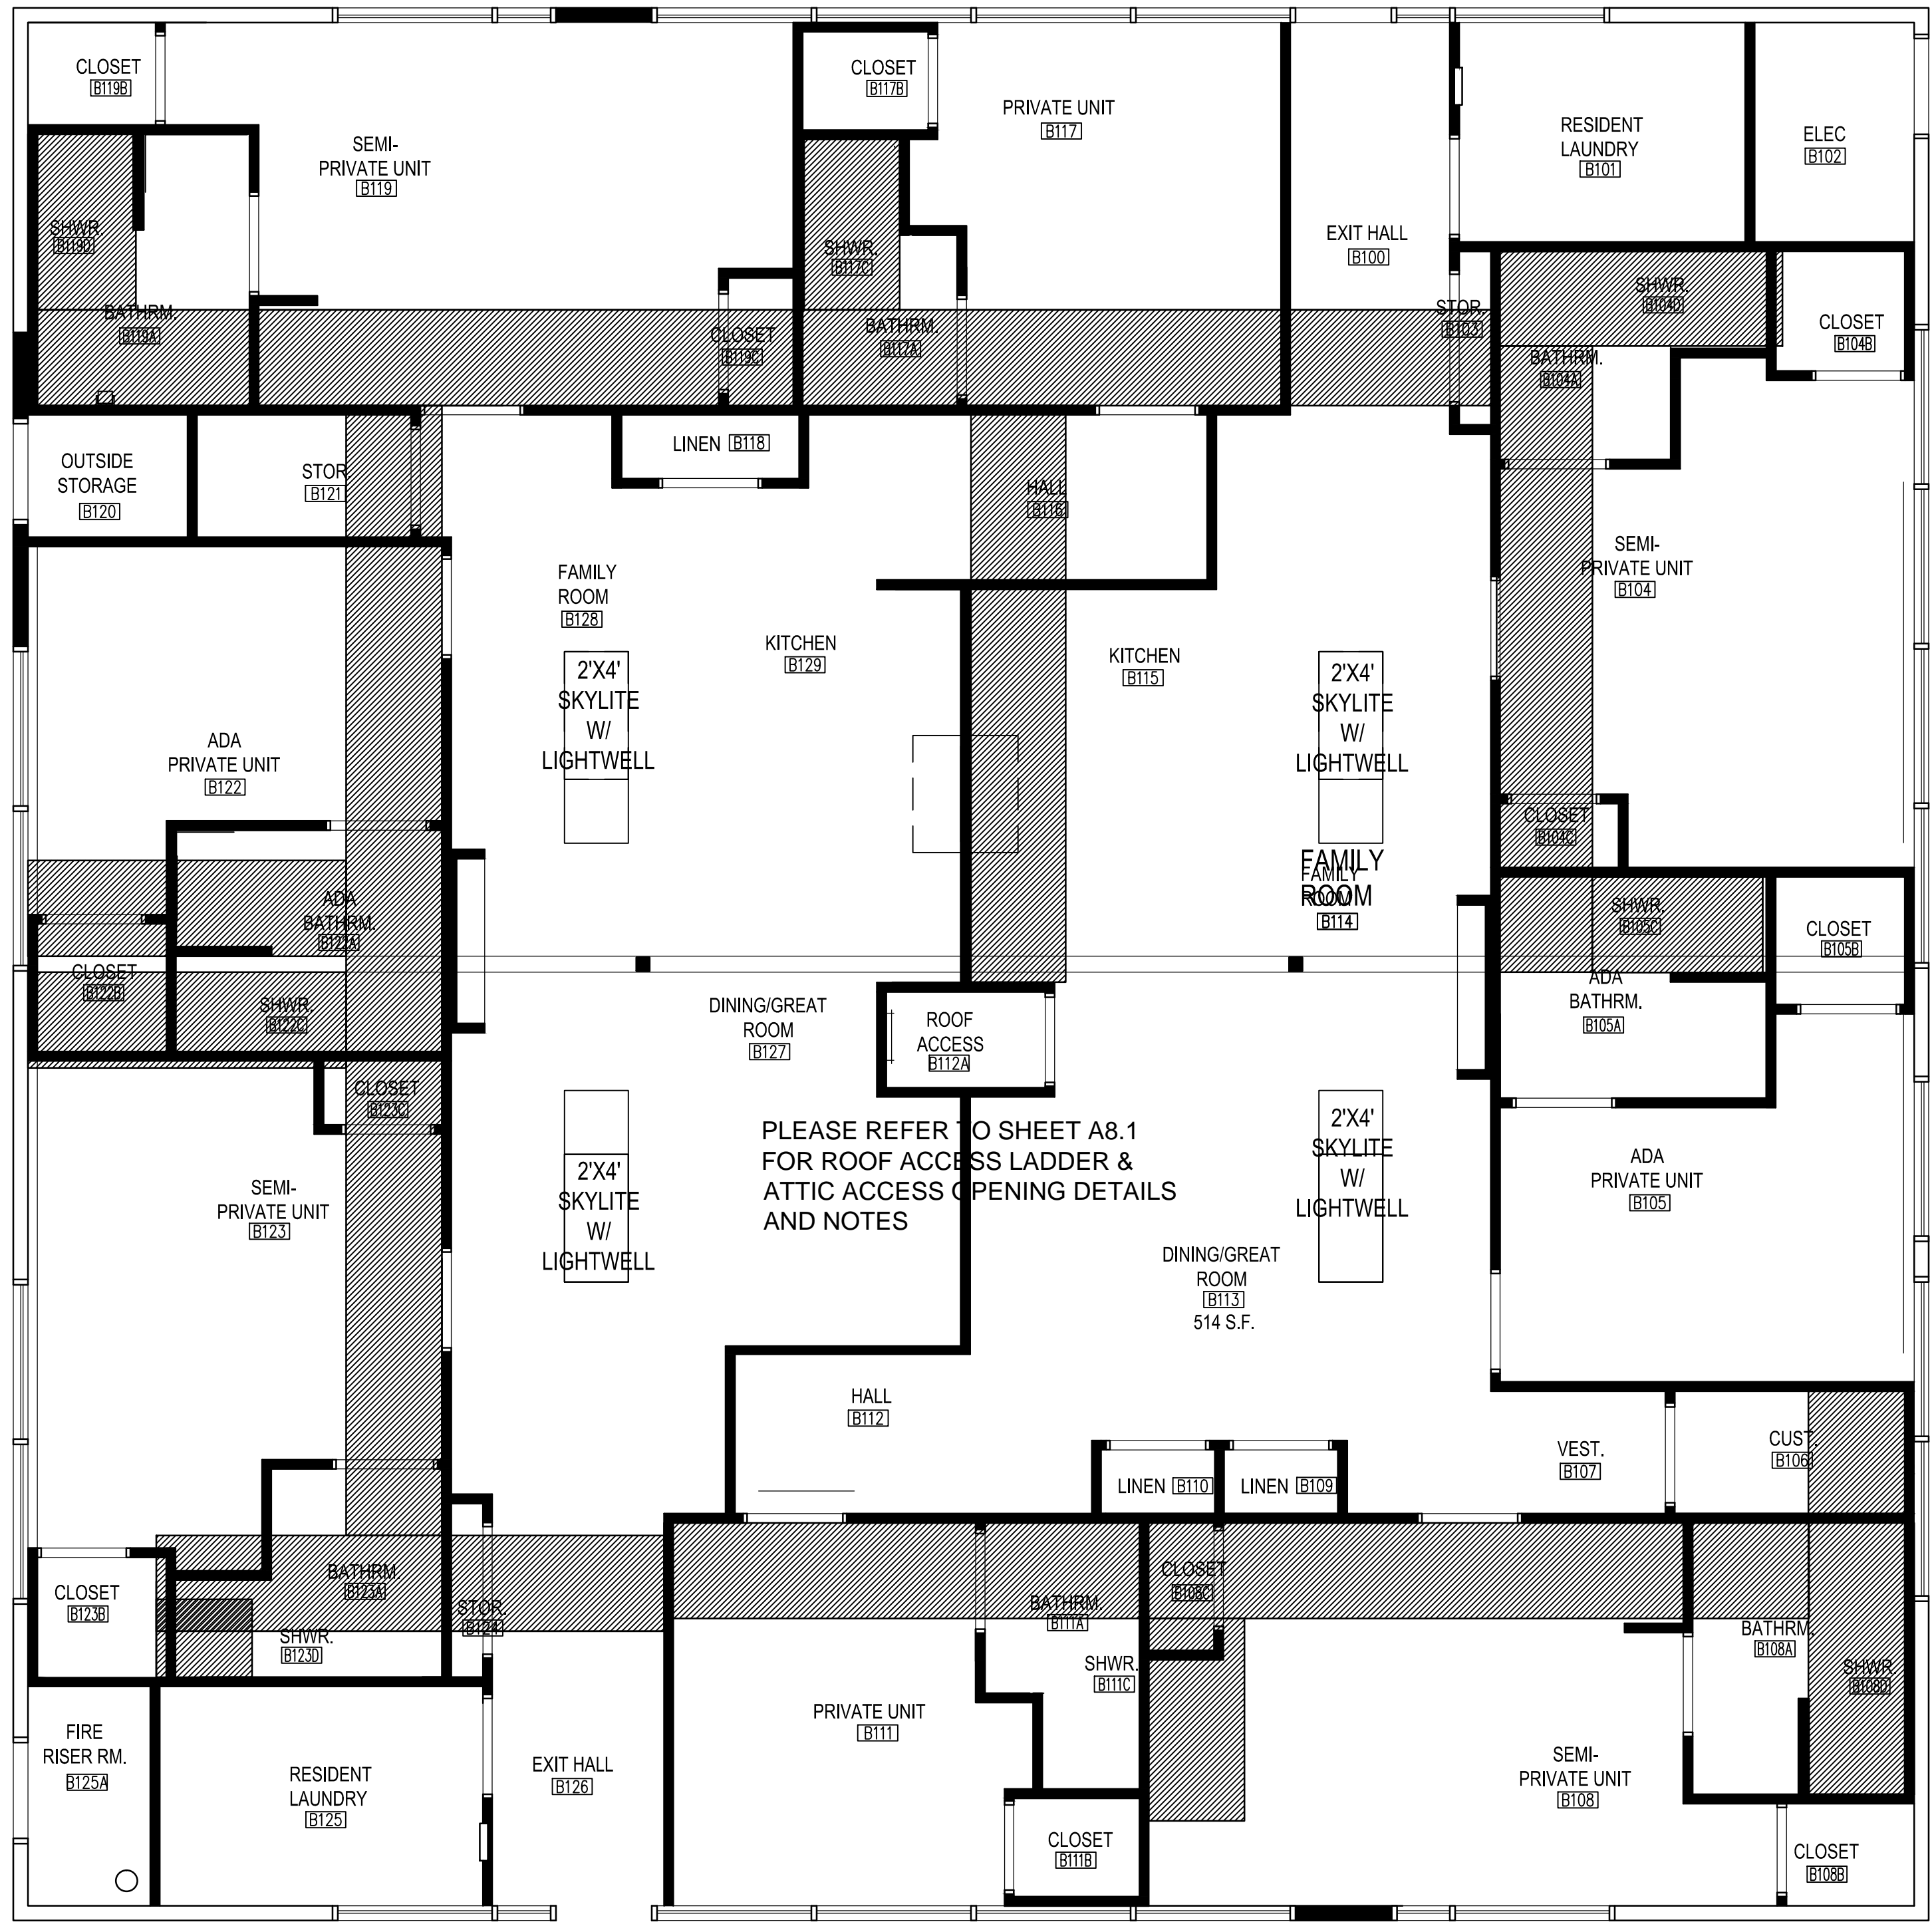 CLOSET
B119B
SEMI-
PRIVATE UNIT
B119
CLOSET
B117B
PRIVATE UNIT
B117
RESIDENT
LAUNDRY
B101
ELEC
B102
SHWR.
B119D
BATHRM.
B119A
CLOSET
B119C
SHWR.
B117C
BATHRM.
B117A
EXIT HALL
B100
STOR.
B103
SHWR.
B104D
BATHRM.
B104A
CLOSET
B104B
OUTSIDE
STORAGE
B120
STOR
B121
LINEN B118
HALL
B116
SEMI-
PRIVATE UNIT
B104
FAMILY
ROOM
B128
KITCHEN
B129
KITCHEN
B115
2'X4'
SKYLITE
W/
LIGHTWELL
2'X4'
SKYLITE
W/
LIGHTWELL
ADA
PRIVATE UNIT
B122
CLOSET
B104C
FAMILY
ROOM
FAMILY
ROOM
B114
ADA
BATHRM.
B122A
CLOSET
B122B
SHWR.
B122C
SHWR.
B105C
CLOSET
B105B
ADA
BATHRM.
B105A
DINING/GREAT
ROOM
B127
ROOF
ACCESS
B112A
CLOSET
B123C
PLEASE REFER TO SHEET A8.1
FOR ROOF ACCESS LADDER &
ATTIC ACCESS OPENING DETAILS
AND NOTES
2'X4'
SKYLITE
W/
LIGHTWELL
2'X4'
SKYLITE
W/
LIGHTWELL
SEMI-
PRIVATE UNIT
B123
ADA
PRIVATE UNIT
B105
DINING/GREAT
ROOM
B113
514 S.F.
HALL
B112
LINEN B110
LINEN B109
VEST.
B107
CUST.
B106
CLOSET
B123B
BATHRM
B123A
SHWR.
B123D
STOR.
B124
BATHRM.
B111A
SHWR.
B111C
CLOSET
B108C
BATHRM.
B108A
SHWR
B108D
FIRE
RISER RM.
B125A
RESIDENT
LAUNDRY
B125
EXIT HALL
B126
PRIVATE UNIT
B111
CLOSET
B111B
SEMI-
PRIVATE UNIT
B108
CLOSET
B108B